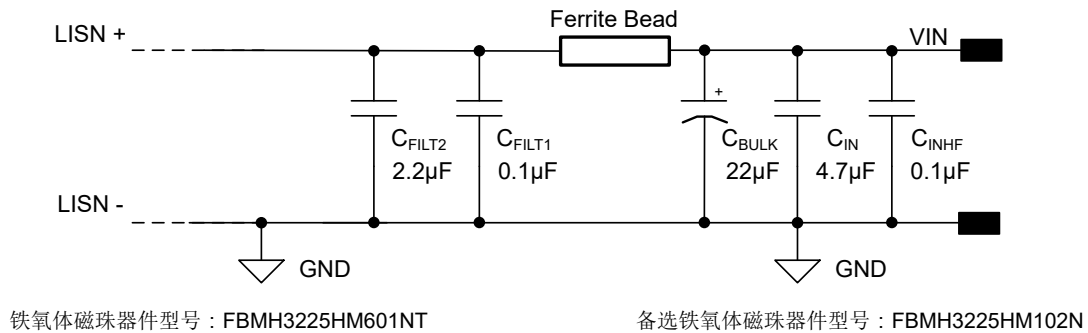 Ferrite Bead
LISN +
VIN
+
CFILT2
2.2µF
CFILT1
0.1µF
CBULK
22µF
CIN
4.7µF
CINHF
0.1µF
LISN -
GND
GND
铁氧体磁珠器件型号：FBMH3225HM601NT
备选铁氧体磁珠器件型号：FBMH3225HM102NT